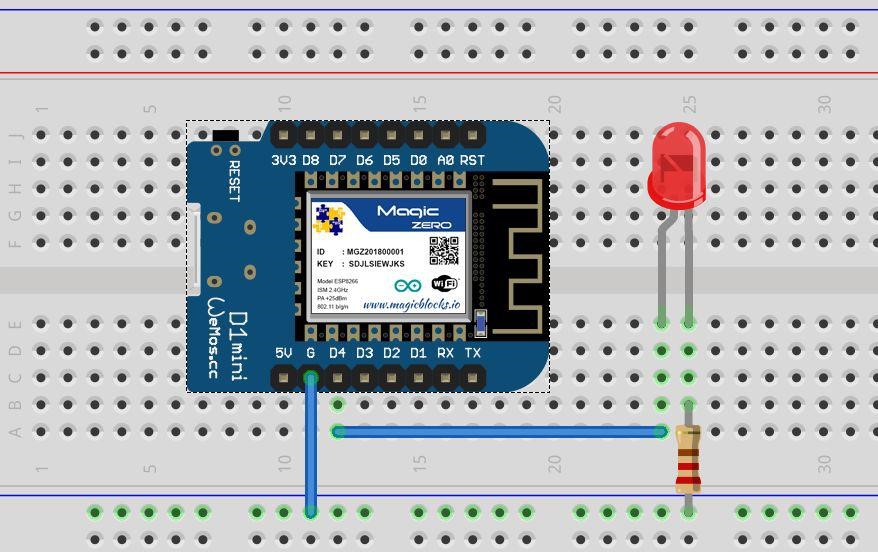 1 5 10 15 20 25 30
J
I
H
G
F
3V3 D8 D7 D6 D5 D0 A0 RST
RESET
Magic
ZERO
ID : MGZ201800001
KEY : SDJLSIEWJKS
Model ESP8266
ISM 2.4GHz
PA +25dBm
802.11 b/g/n
WiFi
www.magicblocks.io
D1mini
WeMos.cc
5V G D4 D3 D2 D1 RX TX
E
D
C
B
A
1 5 10 15 20 25 30